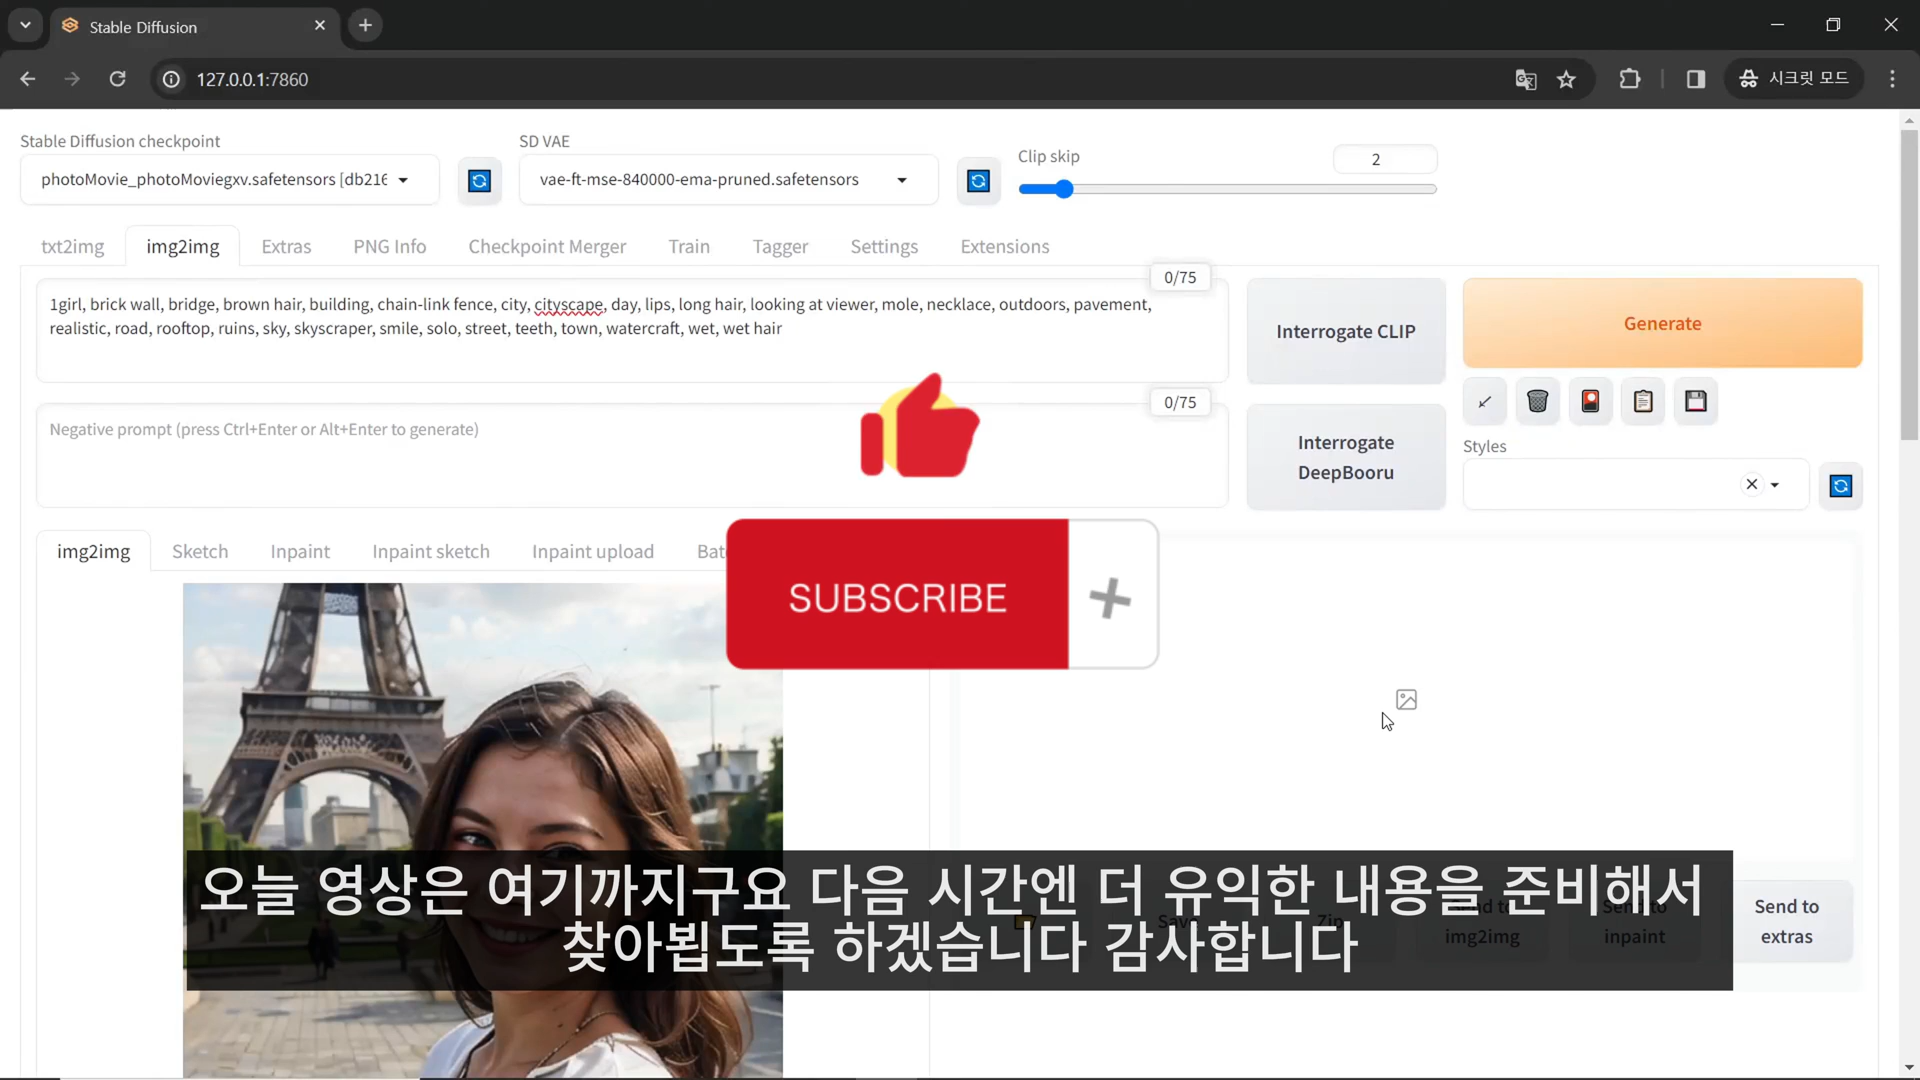 Stable Diffusion
127.0.0.1:7860
시크릿 모드
Stable Diffusion checkpoint
SD VAE
Clip skip
2
photoMovie_photoMoviegxv.safetensors [db216
vae-ft-mse-840000-ema-pruned.safetensors
txt2img
img2img
Extras
PNG Info
Checkpoint Merger
Train
Tagger
Settings
Extensions
0/75
1girl, brick wall, bridge, brown hair, building, chain-link fence, city, cityscape, day, lips, long hair, looking at viewer, mole, necklace, outdoors, pavement,
realistic, road, rooftop, ruins, sky, skyscraper, smile, solo, street, teeth, town, watercraft, wet, wet hair
Interrogate CLIP
Generate
0/75
Negative prompt (press Ctrl+Enter or Alt+Enter to generate)
Interrogate
DeepBooru
Styles
img2img
Sketch
Inpaint
Inpaint sketch
Inpaint upload
Bat
SUBSCRIBE
오늘 영상은 여기까지구요 다음 시간엔 더 유익한 내용을 준비해서
찾아뵙도록 하겠습니다 감사합니다
Save
Zip
Send to
img2img
Send to
inpaint
Send to
extras